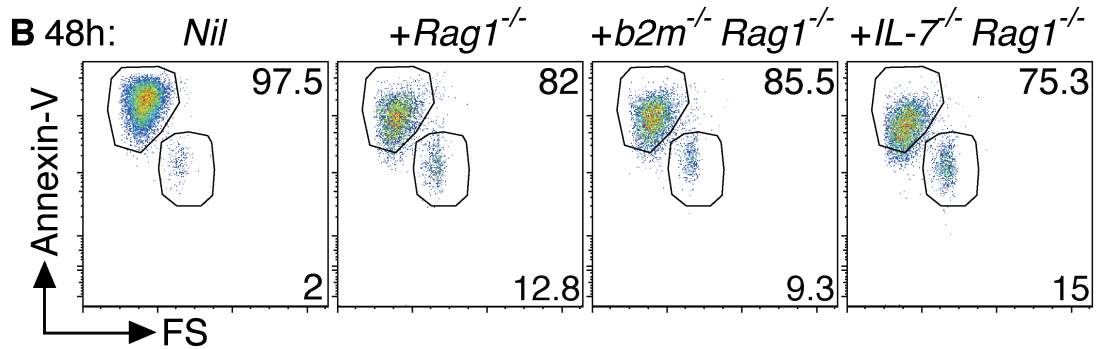 B 48h: Nil +Rag1-/- +b2m-/- Rag1-/- +IL-7-/- Rag1-/-
97.5 82 85.5 75.3
Annexin-V
2 12.8 9.3 15
FS